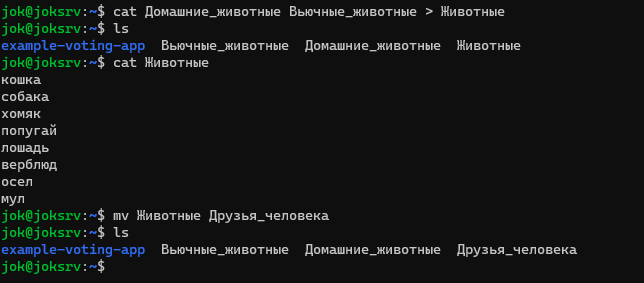 jok@joksrv:~$ cat Домашние_животные Вьючные_животные > Животные
jok@joksrv:~$ ls
example-voting-app  Вьючные_животные  Домашние_животные  Животные
jok@joksrv:~$ cat Животные
кошка
собака
хомяк
попугай
лошадь
верблюд
осел
мул
jok@joksrv:~$ mv Животные Друзья_человека
jok@joksrv:~$ ls
example-voting-app  Вьючные_животные  Домашние_животные  Друзья_человека
jok@joksrv:~$